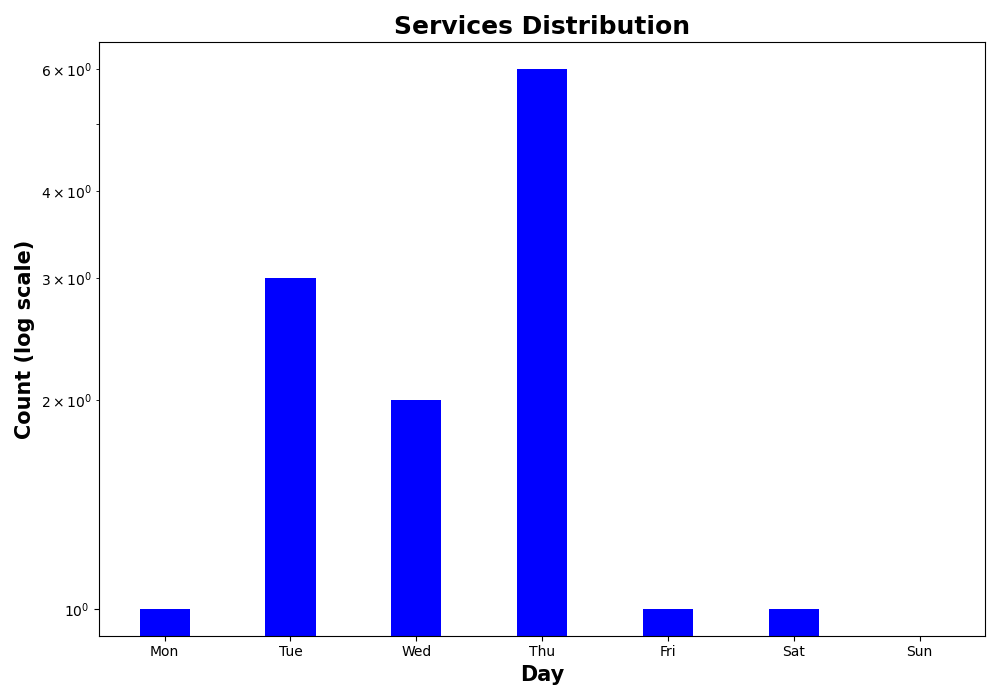 Services Distribution
6 × 10⁰
4 × 10⁰
3 × 10⁰
2 × 10⁰
10⁰
Count (log scale)
Mon Tue Wed Thu Fri Sat Sun
Day